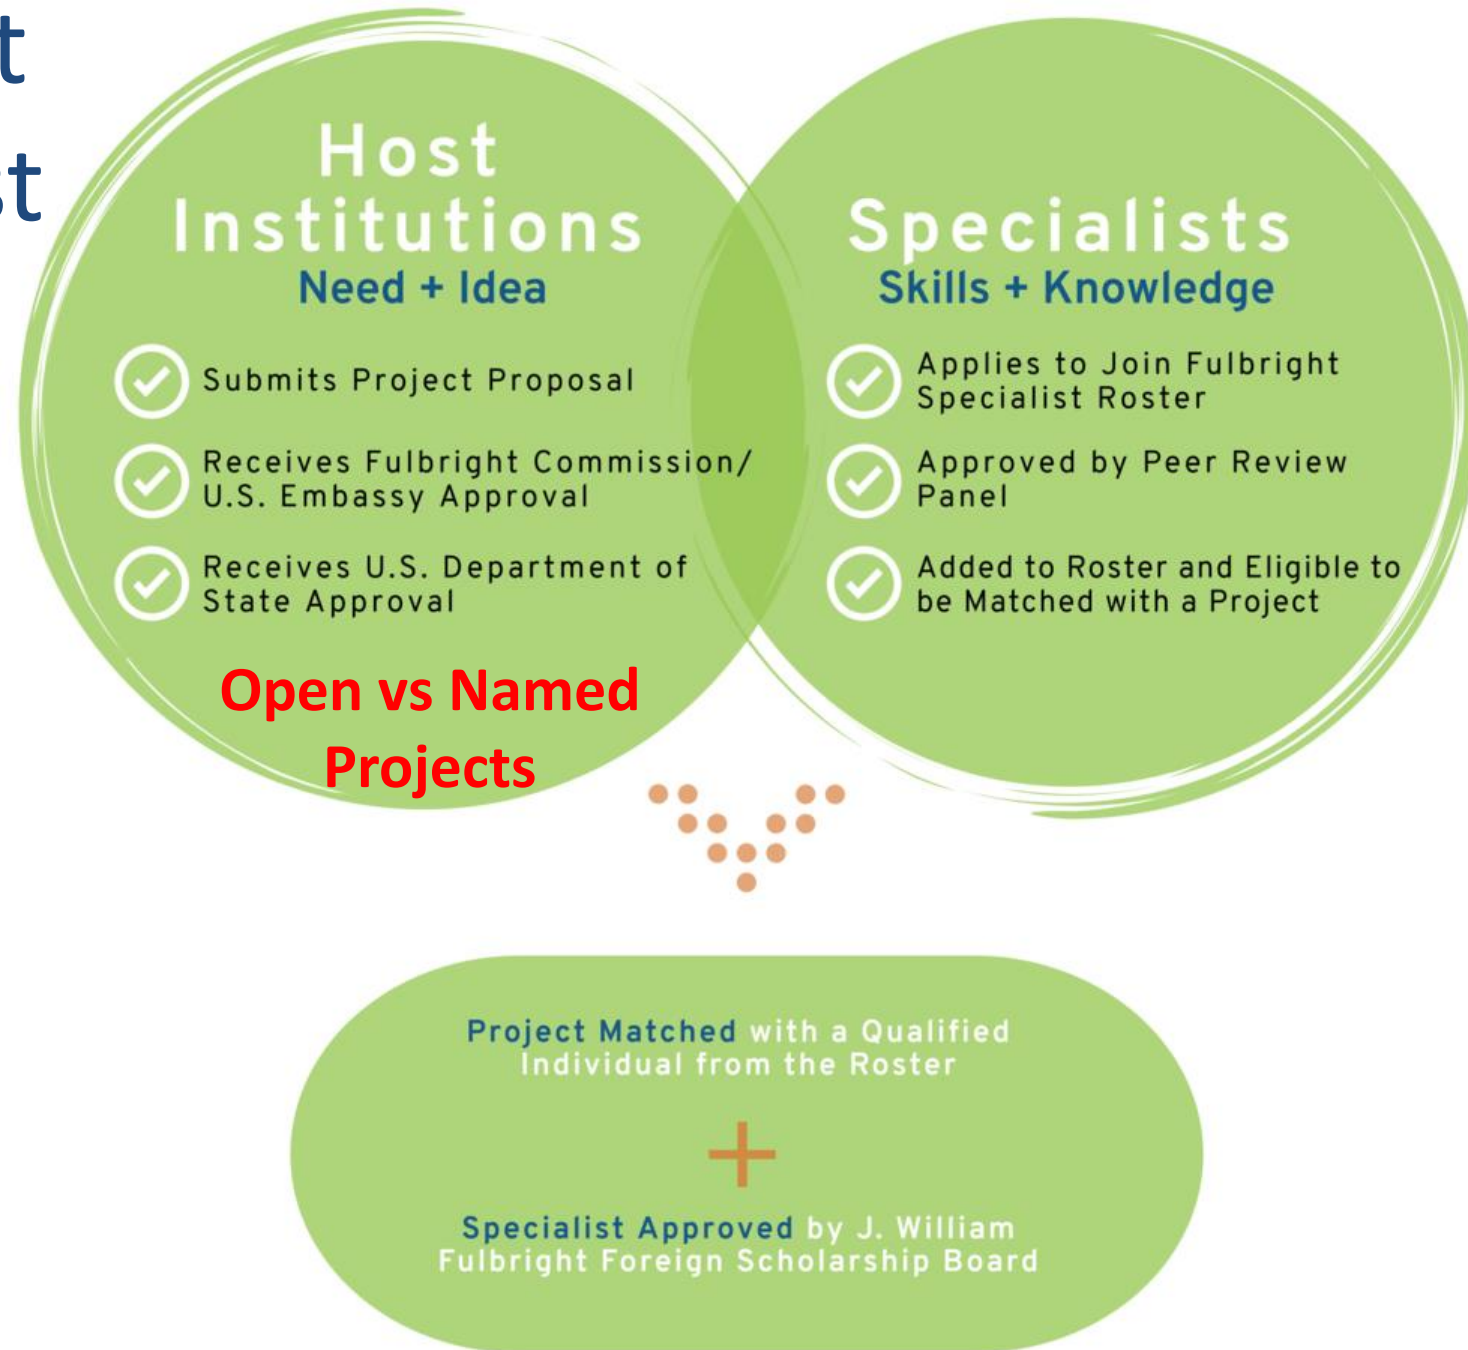 t
st
Host
Institutions
Need + Idea
Submits Project Proposal
Receives Fulbright Commission/
U.S. Embassy Approval
Receives U.S. Department of
State Approval
Open vs Named
Projects
Specialists
Skills + Knowledge
Applies to Join Fulbright
Specialist Roster
Approved by Peer Review
Panel
Added to Roster and Eligible to
be Matched with a Project
Project Matched with a Qualified
Individual from the Roster
+
Specialist Approved by J. William
Fulbright Foreign Scholarship Board